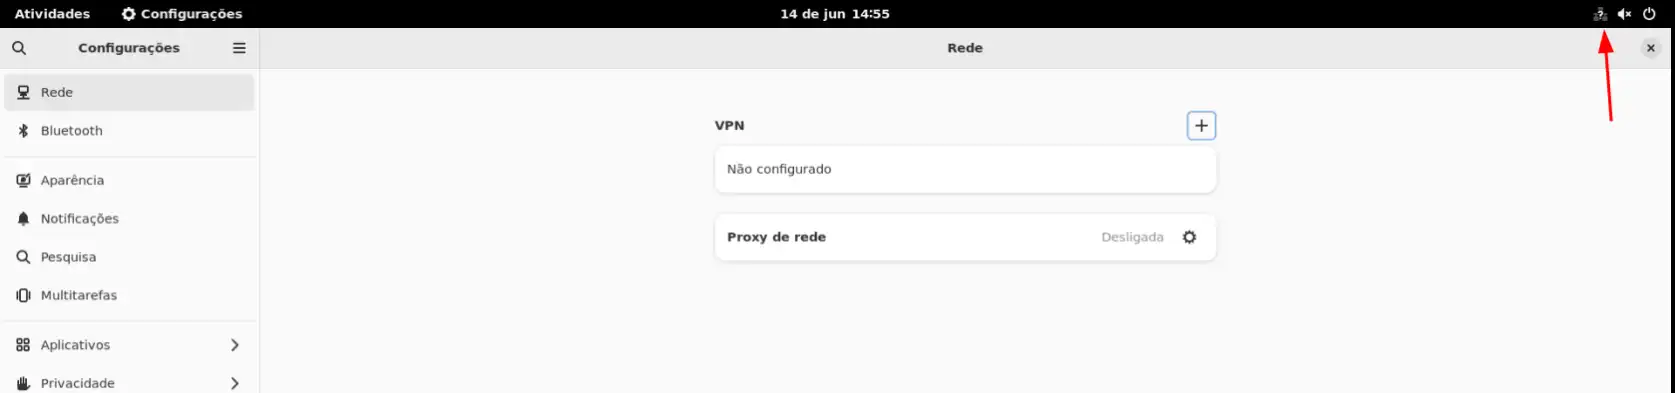 Atividades
Configurações
14 de jun 14:55
Configurações
Rede
Rede
Bluetooth
Aparência
Notificações
Pesquisa
Multitarefas
Aplicativos
Privacidade
VPN
Não configurado
Proxy de rede
Desligada